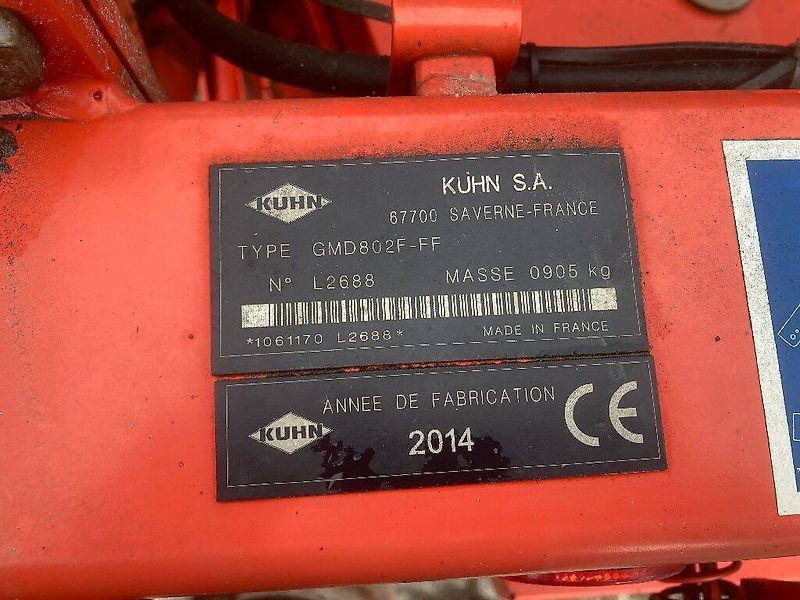 KUHN
KUHN S.A.
67700 SAVERNE-FRANCE
TYPE GMD802F-FF
N° L2688 MASSE 0905 kg
*1061170 L2688* MADE IN FRANCE
KUHN
ANNEE DE FABRICATION
2014
CE